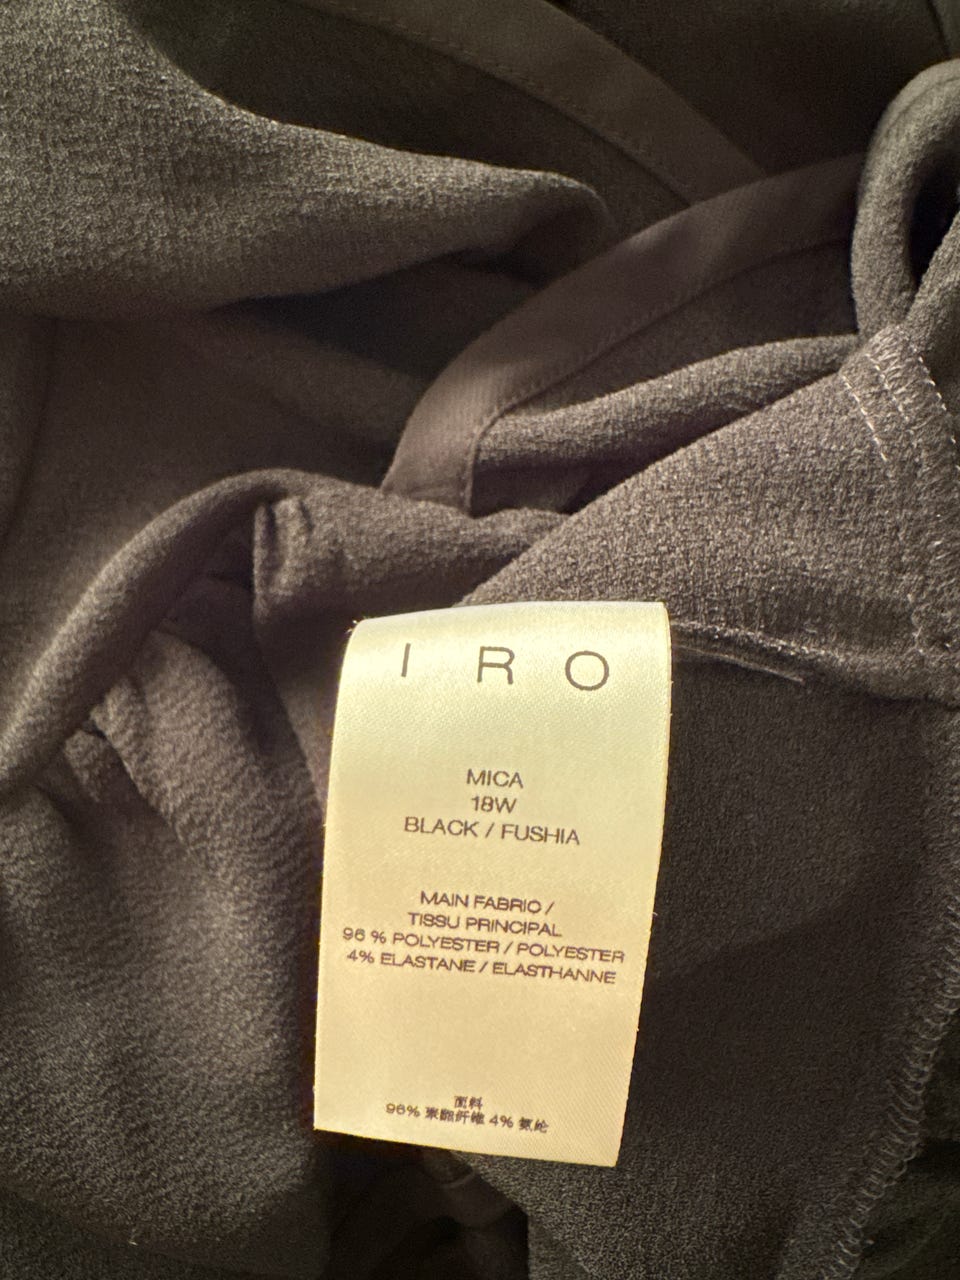 IRO
MICA
18W
BLACK / FUSHIA
MAIN FABRIC /
TISSU PRINCIPAL
96 % POLYESTER / POLYESTER
4% ELASTANE / ELASTHANNE
面料
96% 聚酯纤维 4% 氨纶